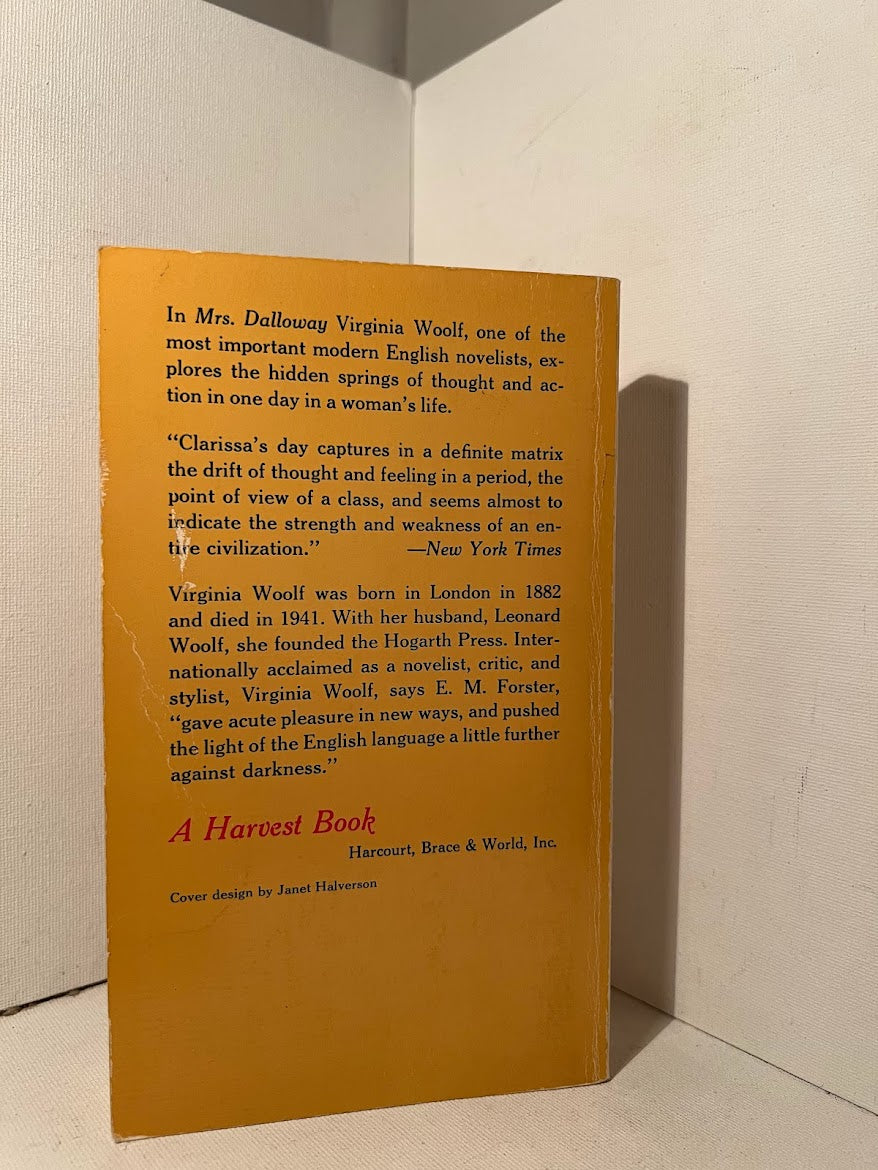 In Mrs. Dalloway Virginia Woolf, one of the
most important modern English novelists, ex-
plores the hidden springs of thought and ac-
tion in one day in a woman's life.
“Clarissa's day captures in a definite matrix
the drift of thought and feeling in a period, the
point of view of a class, and seems almost to
indicate the strength and weakness of an en-
tire civilization.” —New York Times
Virginia Woolf was born in London in 1882
and died in 1941. With her husband, Leonard
Woolf, she founded the Hogarth Press. Inter-
nationally acclaimed as a novelist, critic, and
stylist, Virginia Woolf, says E. M. Forster,
“gave acute pleasure in new ways, and pushed
the light of the English language a little further
against darkness.”
A Harvest Book
Harcourt, Brace & World, Inc.
Cover design by Janet Halverson